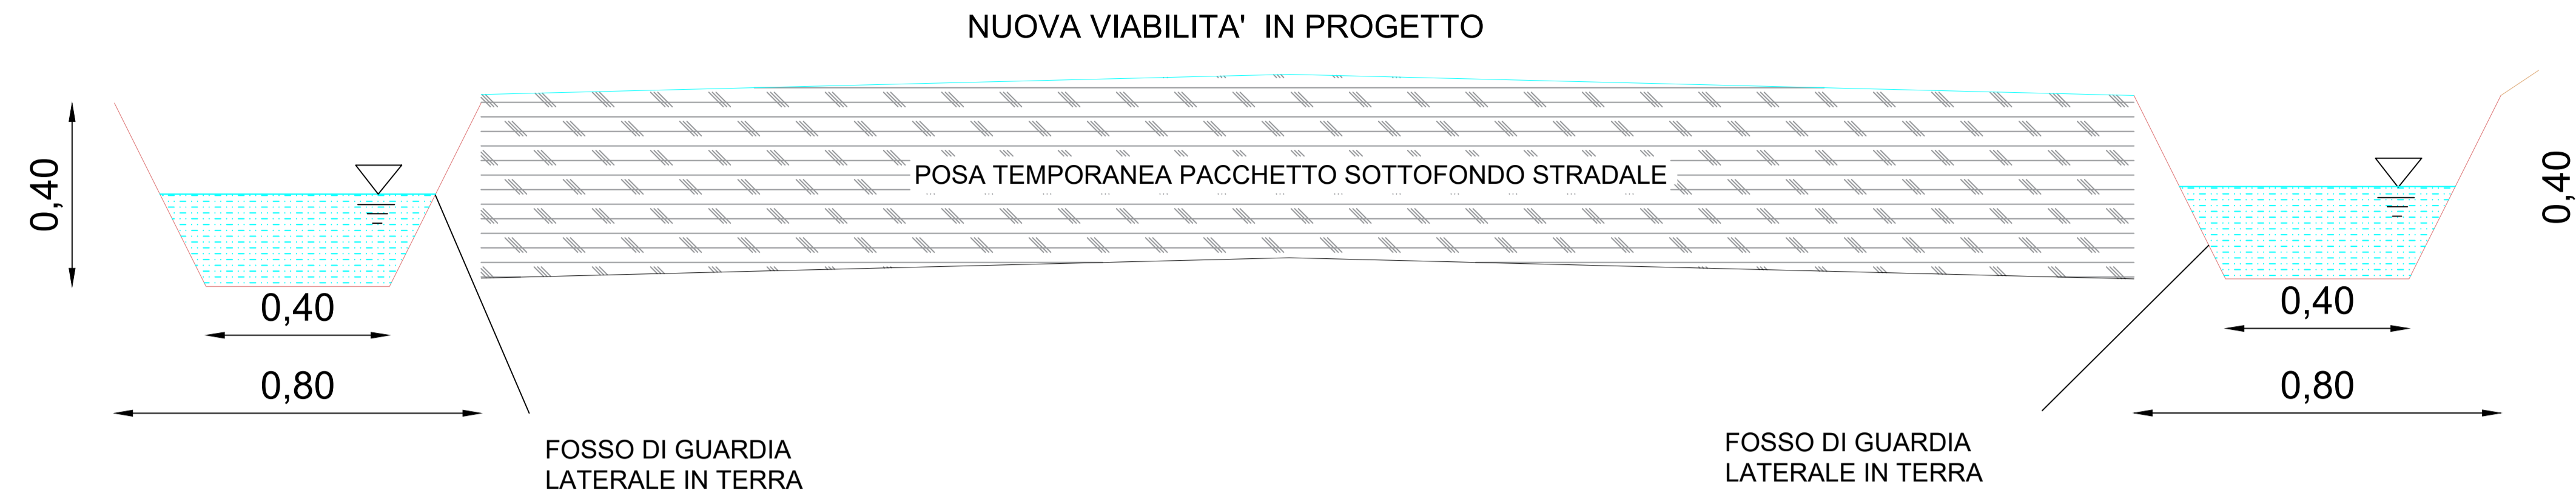 NUOVA VIABILITA' IN PROGETTO
0,40
POSA TEMPORANEA PACCHETTO SOTTOFONDO STRADALE
0,40
0,40
0,40
0,80
0,80
FOSSO DI GUARDIA
LATERALE IN TERRA
FOSSO DI GUARDIA
LATERALE IN TERRA